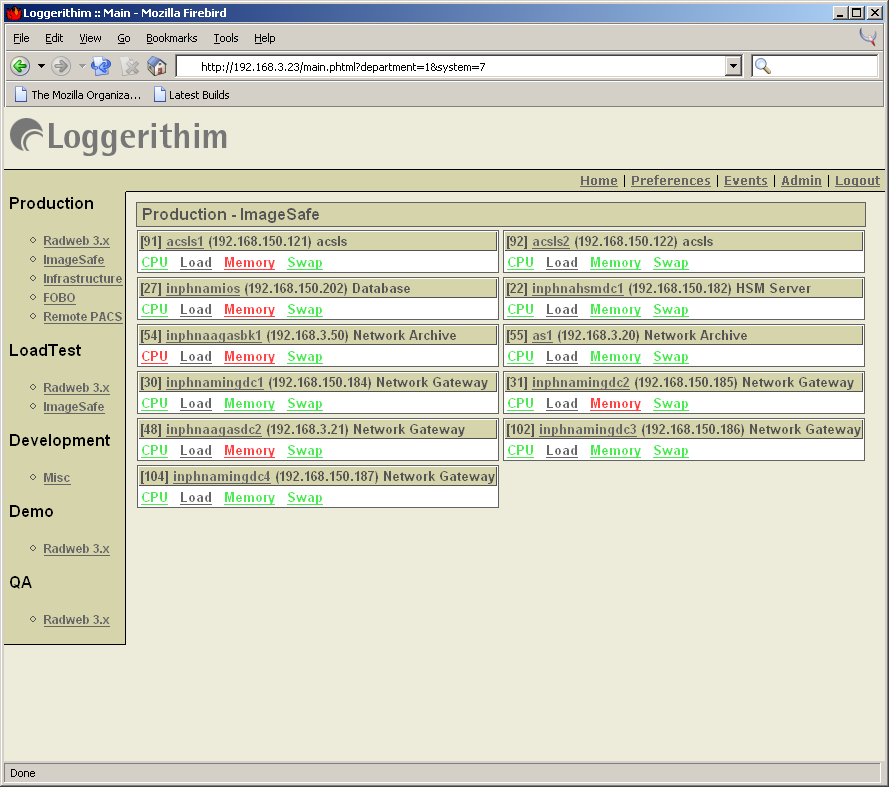 Loggerithim :: Main - Mozilla Firebird
File Edit View Go Bookmarks Tools Help
http://192.168.3.23/main.phtml?department=1&system=7
The Mozilla Organiza... Latest Builds
Loggerithim
Home | Preferences | Events | Admin | Logout
Production
Radweb 3.x
ImageSafe
Infrastructure
FOBO
Remote PACS
LoadTest
Radweb 3.x
ImageSafe
Development
Misc
Demo
Radweb 3.x
QA
Radweb 3.x
Production - ImageSafe
[91] acsls1 (192.168.150.121) acsls
CPU Load Memory Swap
[92] acsls2 (192.168.150.122) acsls
CPU Load Memory Swap
[27] inphnamios (192.168.150.202) Database
CPU Load Memory Swap
[22] inphnahsmdc1 (192.168.150.182) HSM Server
CPU Load Memory Swap
[54] inphnaaqasbk1 (192.168.3.50) Network Archive
CPU Load Memory Swap
[55] as1 (192.168.3.20) Network Archive
CPU Load Memory Swap
[30] inphnamingdc1 (192.168.150.184) Network Gateway
CPU Load Memory Swap
[31] inphnamingdc2 (192.168.150.185) Network Gateway
CPU Load Memory Swap
[48] inphnaaqasdc2 (192.168.3.21) Network Gateway
CPU Load Memory Swap
[102] inphnamingdc3 (192.168.150.186) Network Gateway
CPU Load Memory Swap
[104] inphnamingdc4 (192.168.150.187) Network Gateway
CPU Load Memory Swap
Done